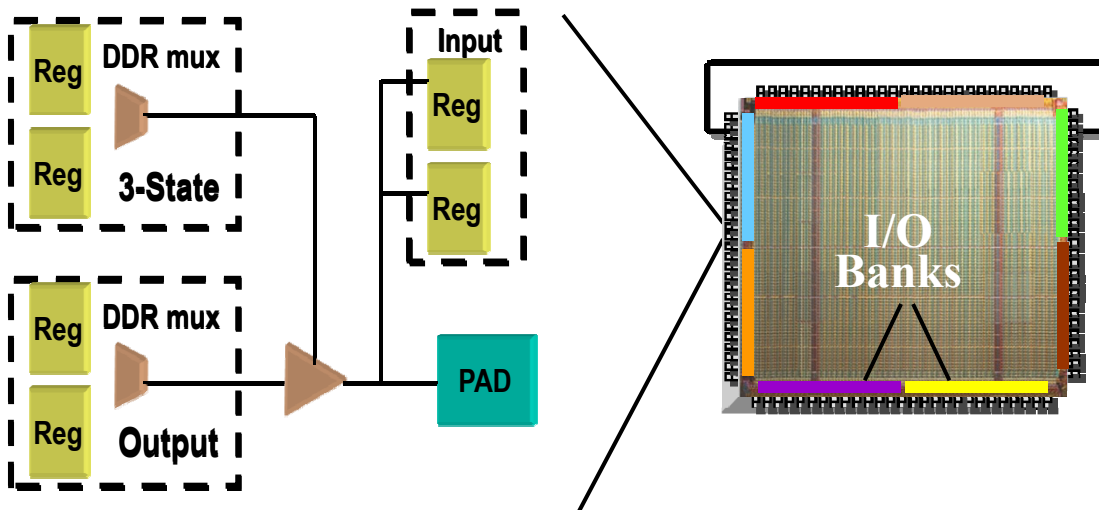 Reg
DDR mux
Reg
3-State
Input
Reg
Reg
Reg
DDR mux
Reg
Output
PAD
I/O
Banks